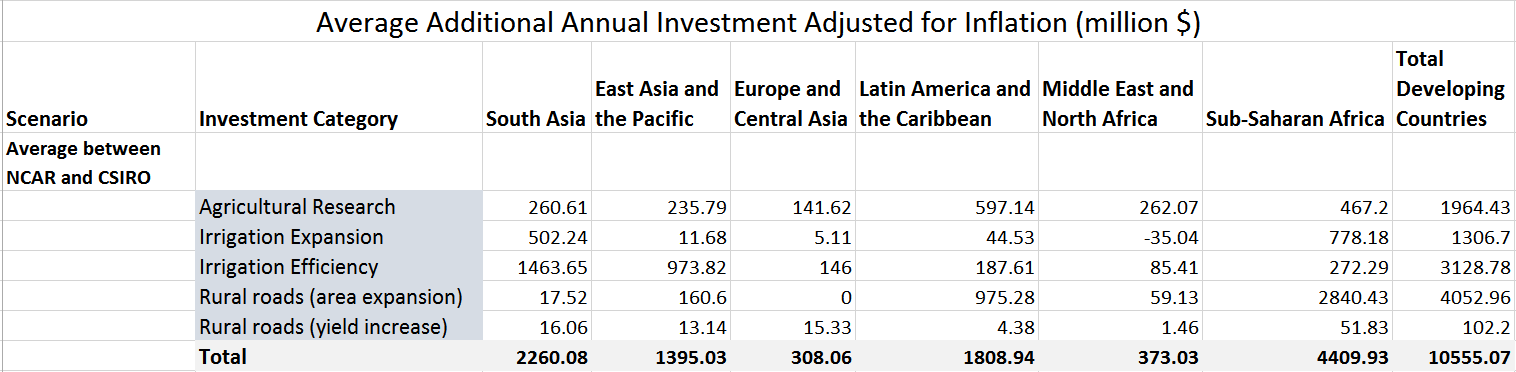 Average Additional Annual Investment Adjusted for Inflation (million $)
Scenario Investment Category South Asia East Asia and the Pacific Europe and Central Asia Latin America and the Caribbean Middle East and North Africa Sub-Saharan Africa Total Developing Countries
Average between
NCAR and CSIRO
Agricultural Research 260.61 235.79 141.62 597.14 262.07 467.2 1964.43
Irrigation Expansion 502.24 11.68 5.11 44.53 -35.04 778.18 1306.7
Irrigation Efficiency 1463.65 973.82 146 187.61 85.41 272.29 3128.78
Rural roads (area expansion) 17.52 160.6 0 975.28 59.13 2840.43 4052.96
Rural roads (yield increase) 16.06 13.14 15.33 4.38 1.46 51.83 102.2
Total 2260.08 1395.03 308.06 1808.94 373.03 4409.93 10555.07